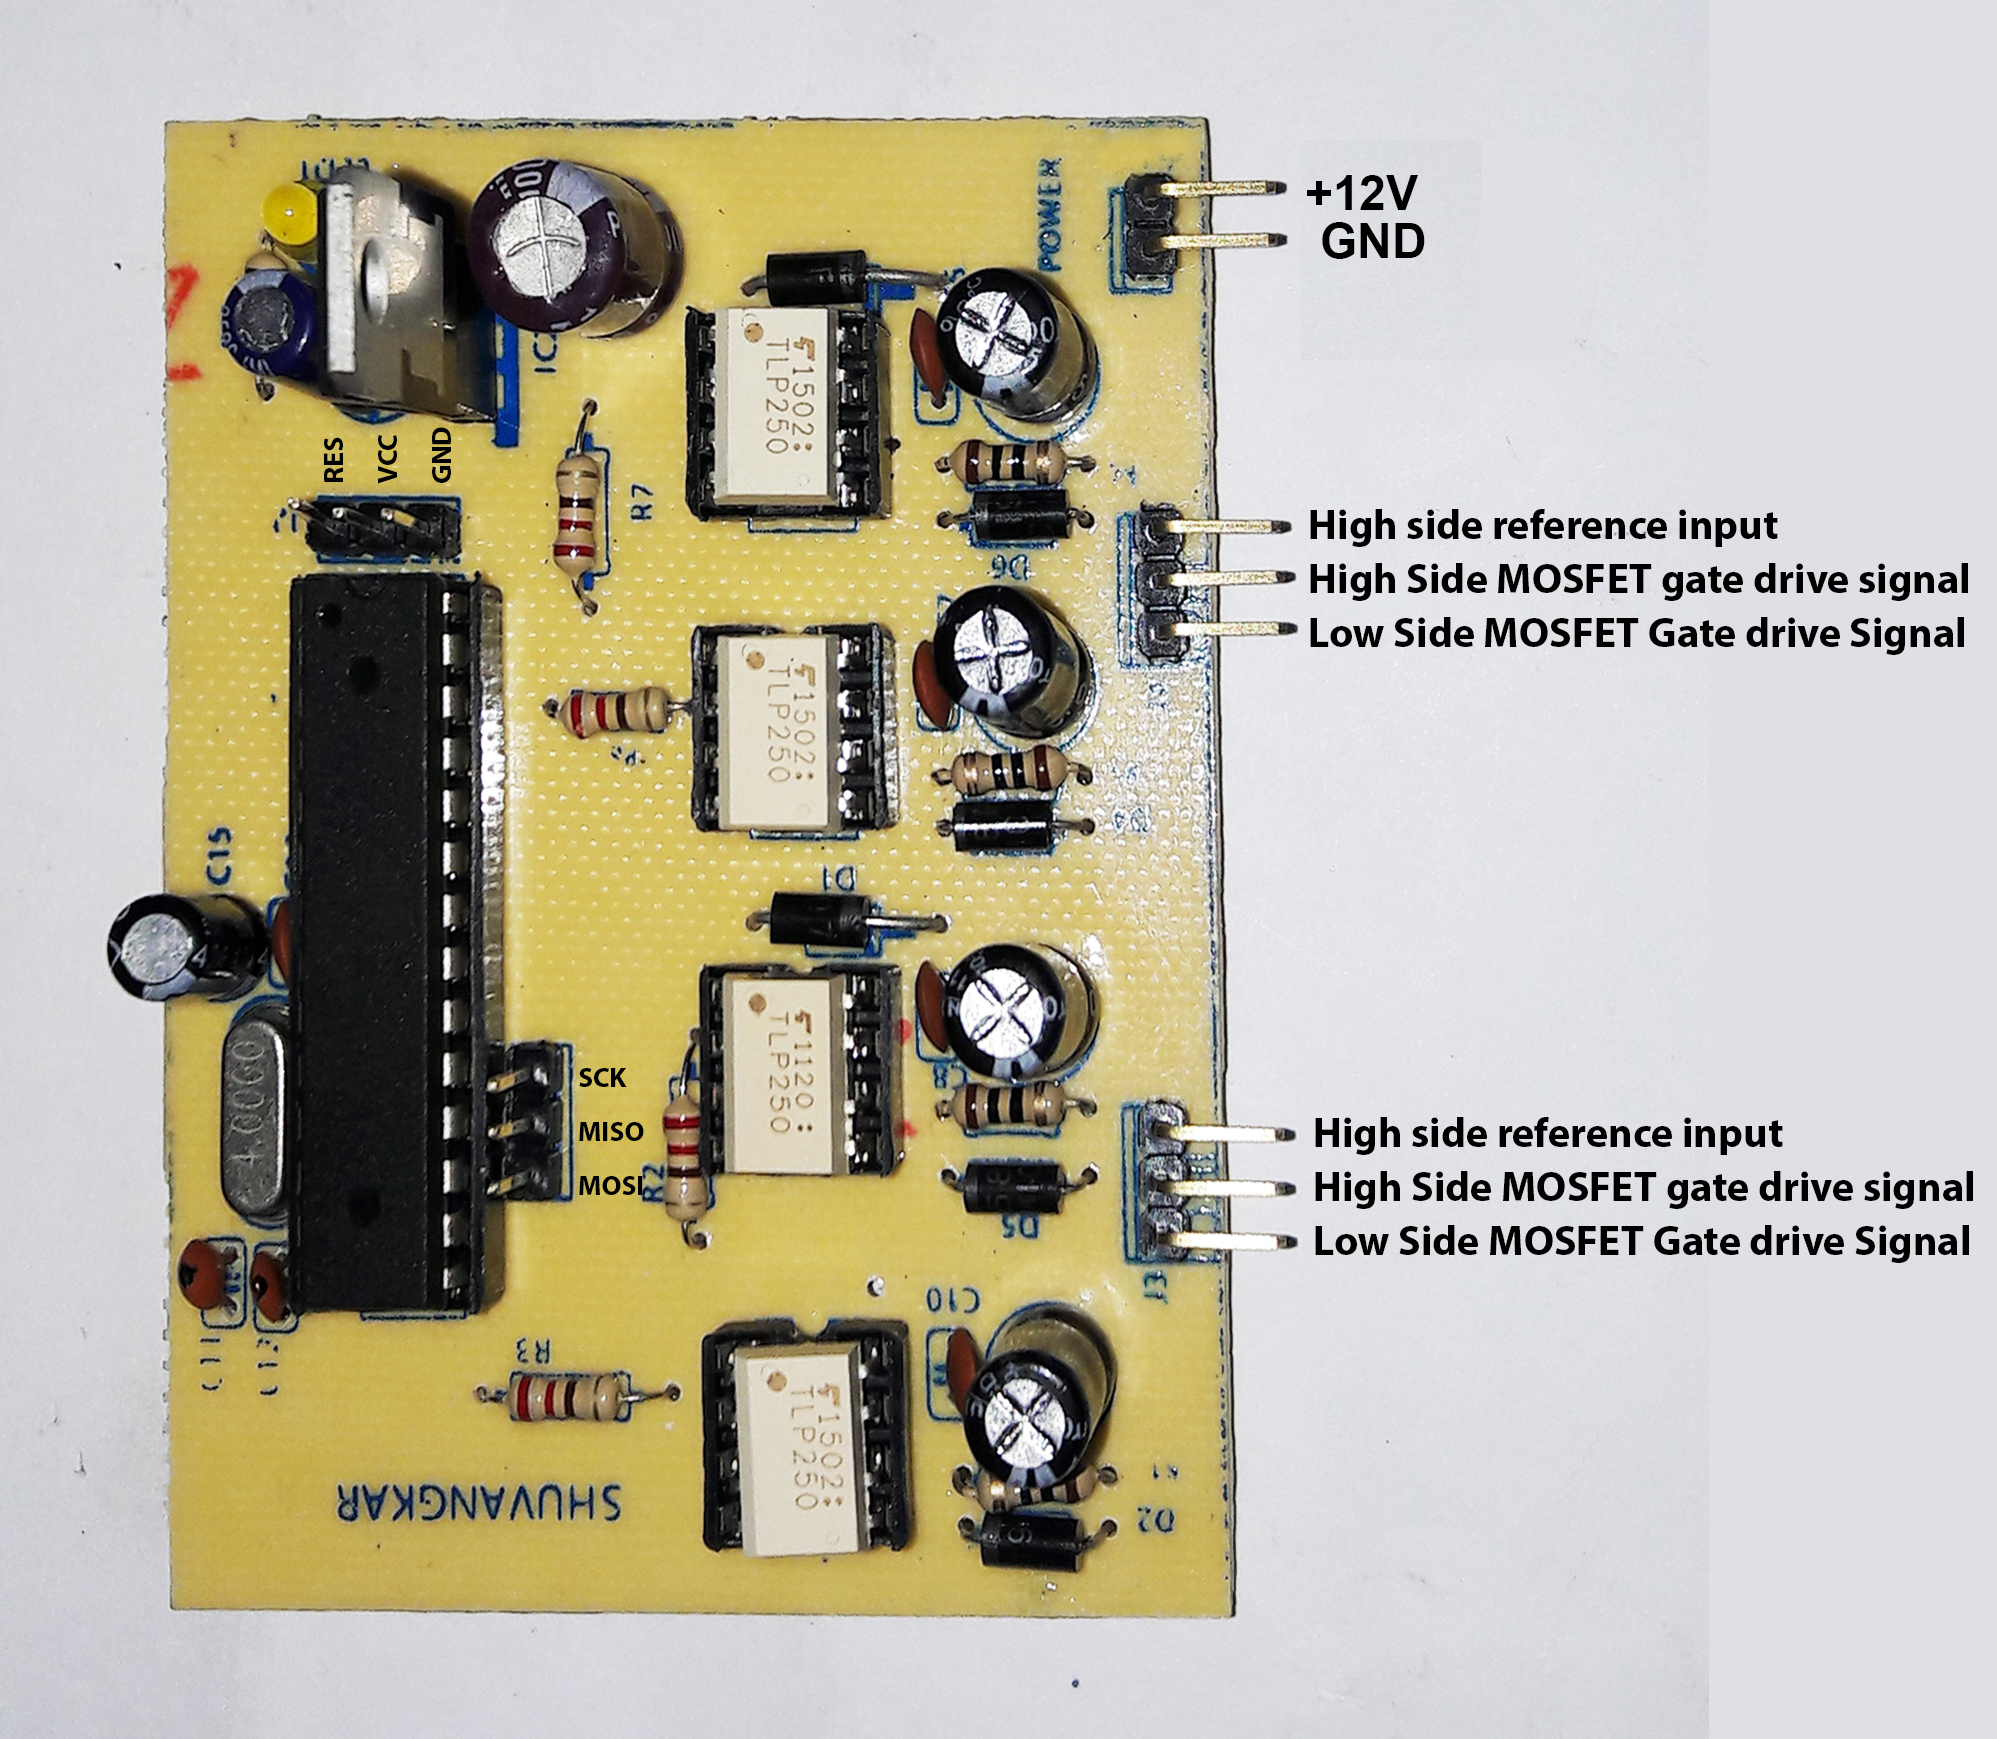 +12V
GND
POWER
RES
VCC
GND
R7
1502:
TLP250
High side reference input
High Side MOSFET gate drive signal
Low Side MOSFET Gate drive Signal
D6
1502:
TLP250
C15
D1
1120:
TLP250
SCK
MISO
MOSI
R2
4.00000
D5
High side reference input
High Side MOSFET gate drive signal
Low Side MOSFET Gate drive Signal
C10
R3
1502:
TLP250
D2
SHUVANGKAR